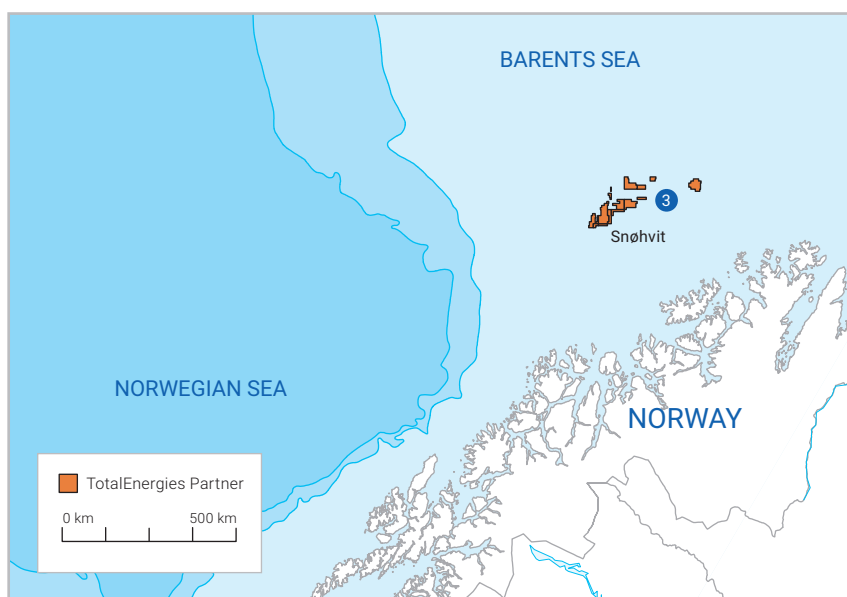 BARENTS SEA
3
Snøhvit
NORWEGIAN SEA
NORWAY
TotalEnergies Partner
0 km 500 km